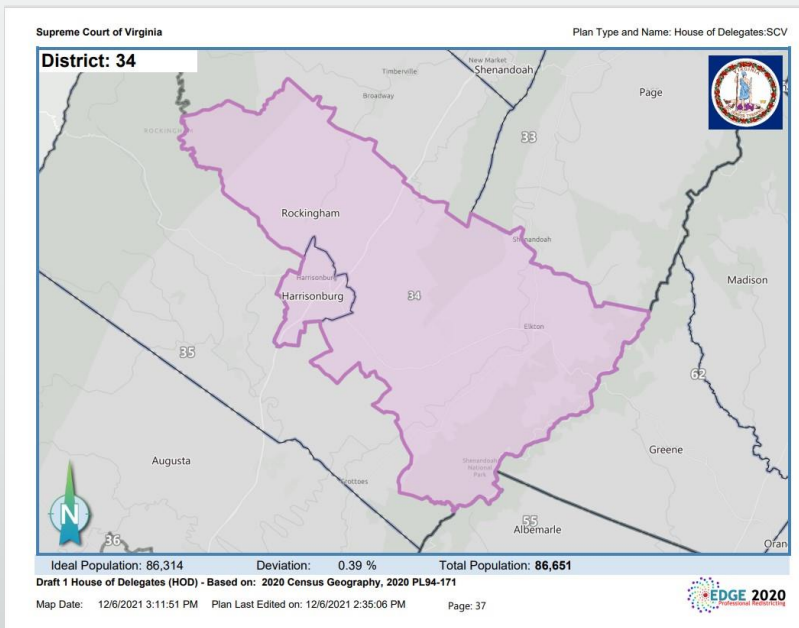 Supreme Court of Virginia
Plan Type and Name: House of Delegates:SCV
District: 34
New Market
Shenandoah
Timberville
Broadway
Page
33
ROCKINGHAM
Rockingham
Shenandoah
Harrisonburg
Harrisonburg
34
Madison
Elkton
35
62
Augusta
Greene
Shenandoah
National
Park
Grottoes
N
36
55
Albemarle
Oran
Ideal Population: 86,314 Deviation: 0.39 % Total Population: 86,651
Draft 1 House of Delegates (HOD) - Based on: 2020 Census Geography, 2020 PL94-171
Map Date: 12/6/2021 3:11:51 PM Plan Last Edited on: 12/6/2021 2:35:06 PM Page: 37
EDGE 2020
Professional Redistricting